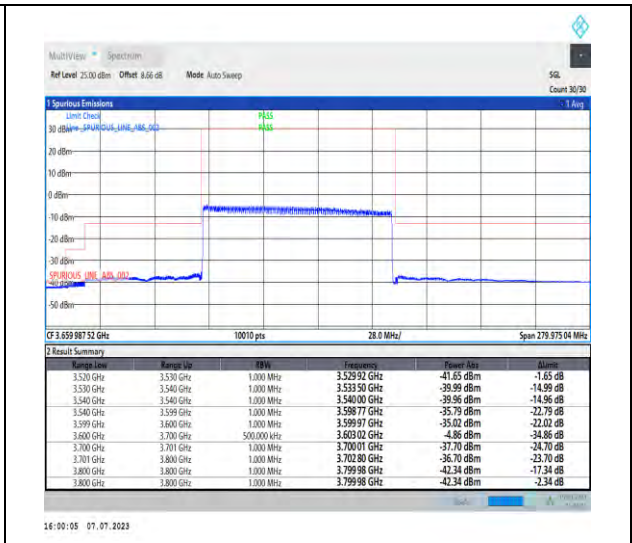 MultiView Spectrum
Ref Level 25.00 dBm Offset 8.66 dB Mode Auto Sweep SGL
Count 30/30
1 Spurious Emissions 1 Avg
Limit Check PASS
30 dBm Line _SPURIOUS_LINE_ABS_002 PASS
20 dBm
10 dBm
0 dBm
-10 dBm
-20 dBm
-30 dBm
SPURIOUS_LINE_ABS_002
-40 dBm
-50 dBm
CF 3.659 987 52 GHz 10010 pts 28.0 MHz/ Span 279.975 04 MHz
2 Result Summary
Range Low Range Up RBW Frequency Power Abs ΔLimit
3.520 GHz 3.530 GHz 1.000 MHz 3.529 92 GHz -41.65 dBm -1.65 dB
3.530 GHz 3.540 GHz 1.000 MHz 3.533 50 GHz -39.99 dBm -14.99 dB
3.540 GHz 3.540 GHz 1.000 MHz 3.540 00 GHz -39.96 dBm -14.96 dB
3.540 GHz 3.599 GHz 1.000 MHz 3.598 77 GHz -35.79 dBm -22.79 dB
3.599 GHz 3.600 GHz 1.000 MHz 3.599 97 GHz -35.02 dBm -22.02 dB
3.600 GHz 3.700 GHz 500.000 kHz 3.603 02 GHz -4.86 dBm -34.86 dB
3.700 GHz 3.701 GHz 1.000 MHz 3.700 01 GHz -37.70 dBm -24.70 dB
3.701 GHz 3.800 GHz 1.000 MHz 3.702 80 GHz -36.70 dBm -23.70 dB
3.800 GHz 3.800 GHz 1.000 MHz 3.799 98 GHz -42.34 dBm -17.34 dB
3.800 GHz 3.800 GHz 1.000 MHz 3.799 98 GHz -42.34 dBm -2.34 dB
16:00:05 07.07.2023